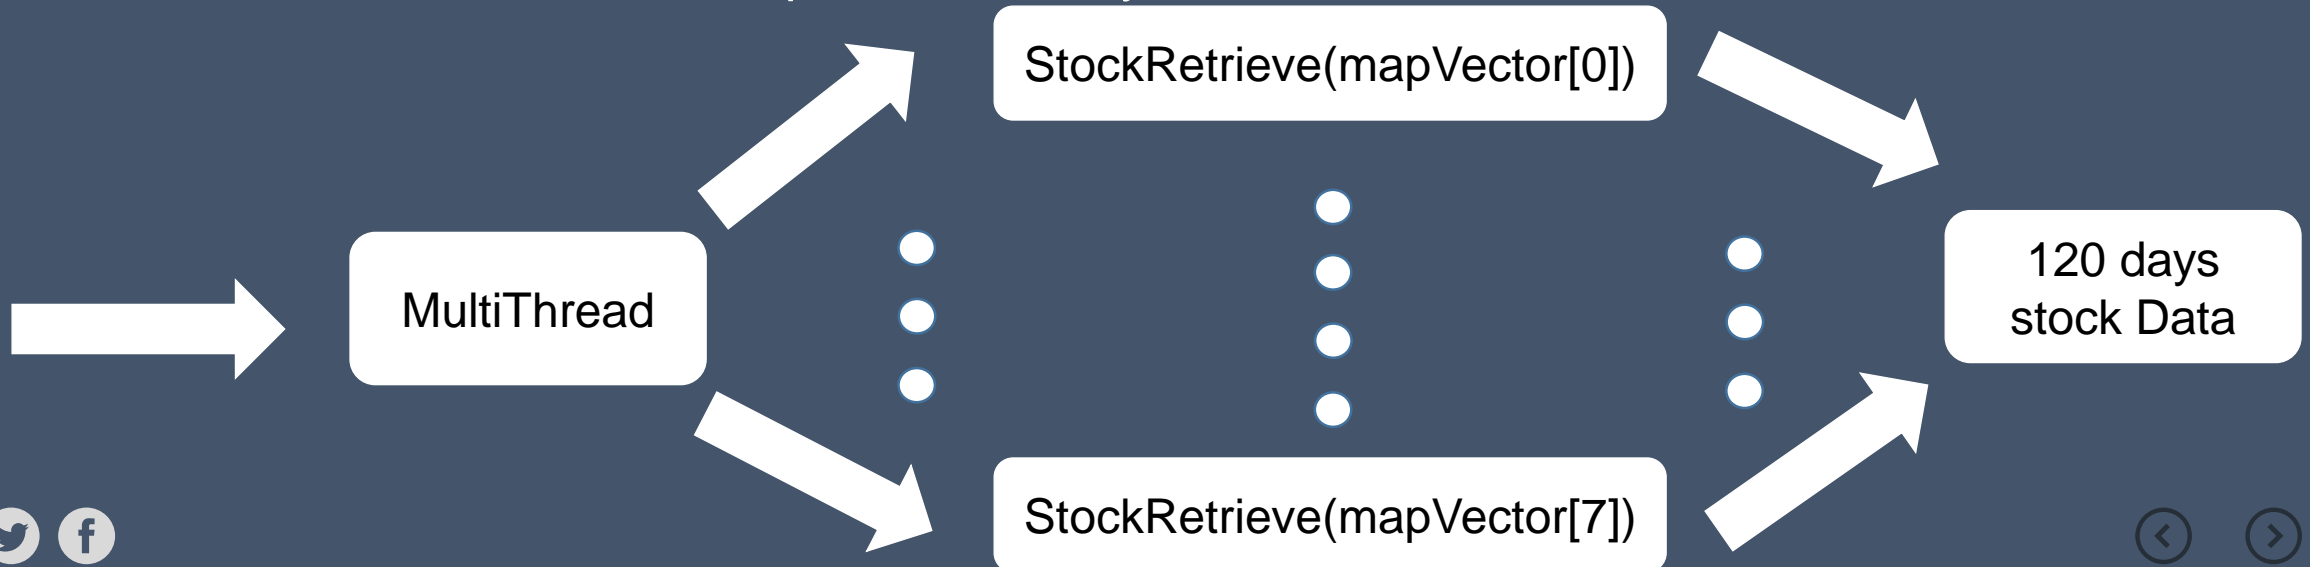 StockRetrieve(mapVector[0])
MultiThread
120 days
stock Data
StockRetrieve(mapVector[7])